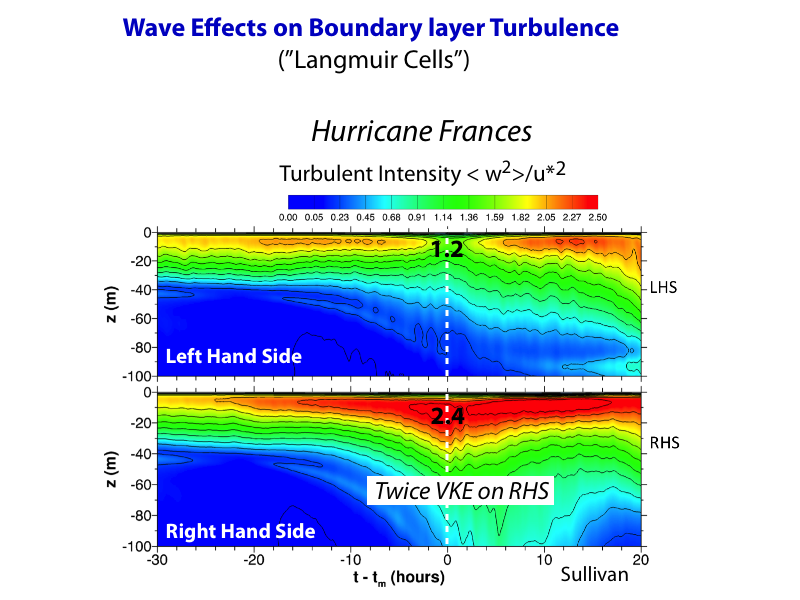 Wave Effects on Boundary layer Turbulence
("Langmuir Cells")
Hurricane Frances
Turbulent Intensity < w²>/u*²
0.00 0.05 0.23 0.45 0.68 0.91 1.14 1.36 1.59 1.82 2.05 2.27 2.50
0
-20
-40
-60
-80
-100
z (m)
1.2
Left Hand Side
LHS
0
-20
-40
-60
-80
-100
z (m)
2.4
Twice VKE on RHS
Right Hand Side
RHS
-30 -20 -10 0 10 20
t - tm (hours)
Sullivan